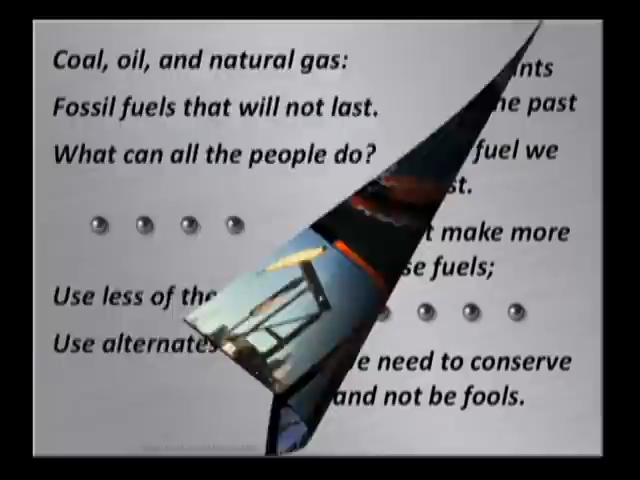 Coal, oil, and natural gas:
Fossil fuels that will not last.
What can all the people do?
Use less of the
Use alternates
nts
he past
fuel we
st.
t make more
se fuels;
e need to conserve
and not be fools.